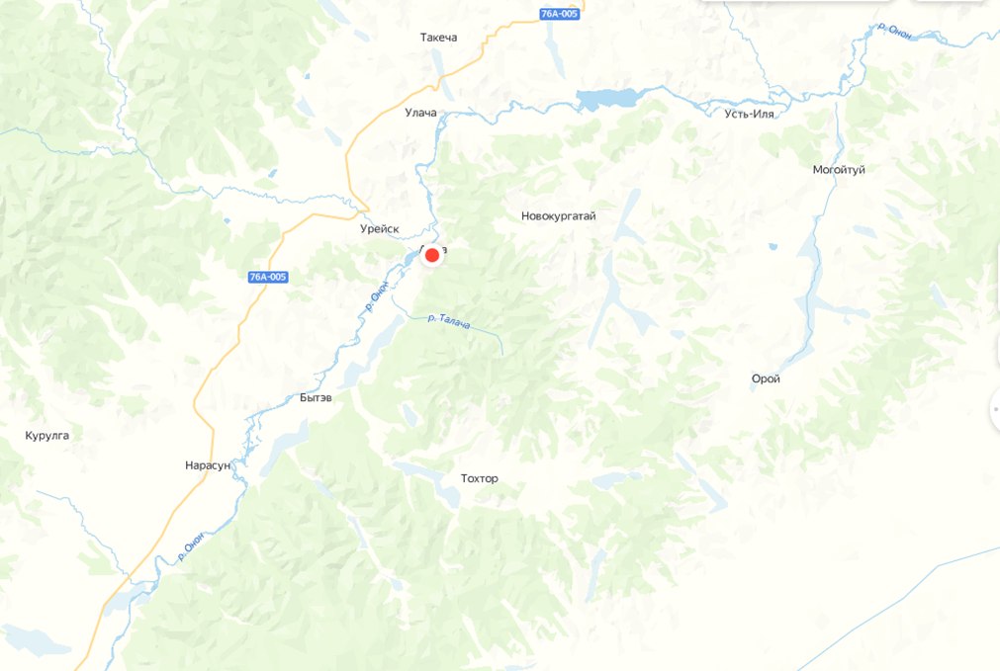 76А-005
р. Онон
Такеча
Улача
Усть-Иля
Могойтуй
Новокургатай
Урейск
76А-005
р. Онон
р. Талача
Орой
Бытэв
Курулга
Нарасун
Тохтор
р. Онон